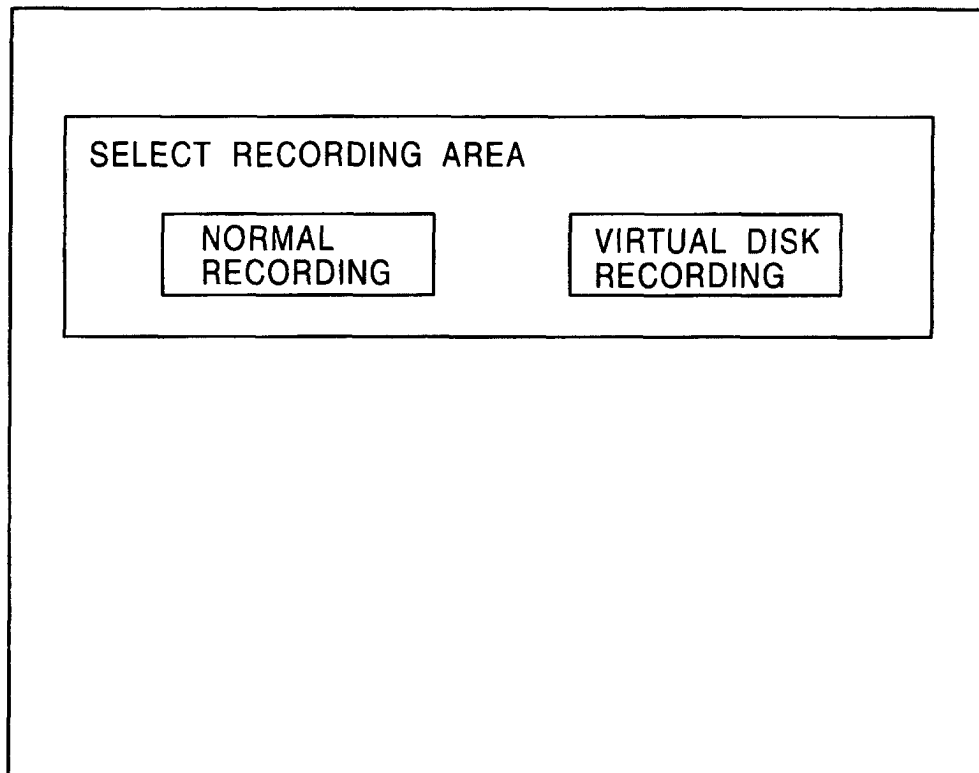 SELECT RECORDING AREA
NORMAL
RECORDING
VIRTUAL DISK
RECORDING